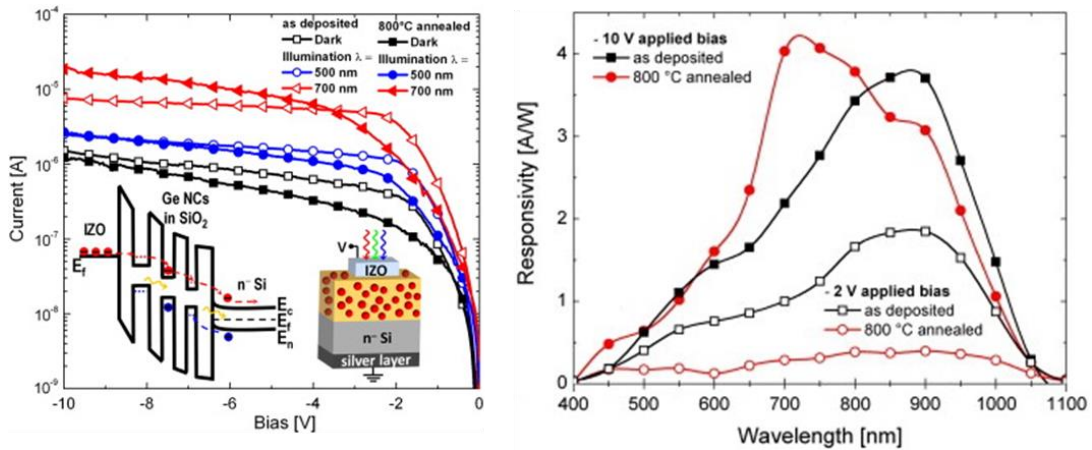 as deposited 800°C annealed
Dark Dark
Illumination λ = Illumination λ =
500 nm 500 nm
700 nm 700 nm
10⁻⁴
10⁻⁵
10⁻⁶
10⁻⁷
10⁻⁸
10⁻⁹
Current [A]
Ge NCs
in SiO₂
IZO
E_f
n⁻ Si
E_c
E_f
E_n
V
IZO
n⁻ Si
silver layer
-10 -8 -6 -4 -2 0
Bias [V]
- 10 V applied bias
as deposited
800 °C annealed
- 2 V applied bias
as deposited
800 °C annealed
4
3
2
1
0
Responsivity [A/W]
400 500 600 700 800 900 1000 1100
Wavelength [nm]